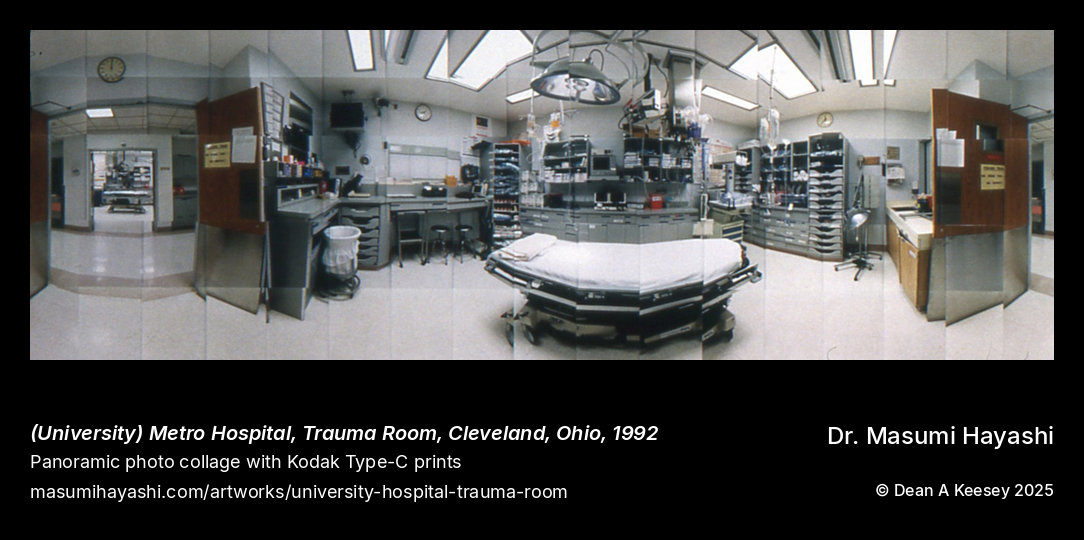 (University) Metro Hospital, Trauma Room, Cleveland, Ohio, 1992
Panoramic photo collage with Kodak Type-C prints
masumihayashi.com/artworks/university-hospital-trauma-room
Dr. Masumi Hayashi
© Dean A Keesey 2025